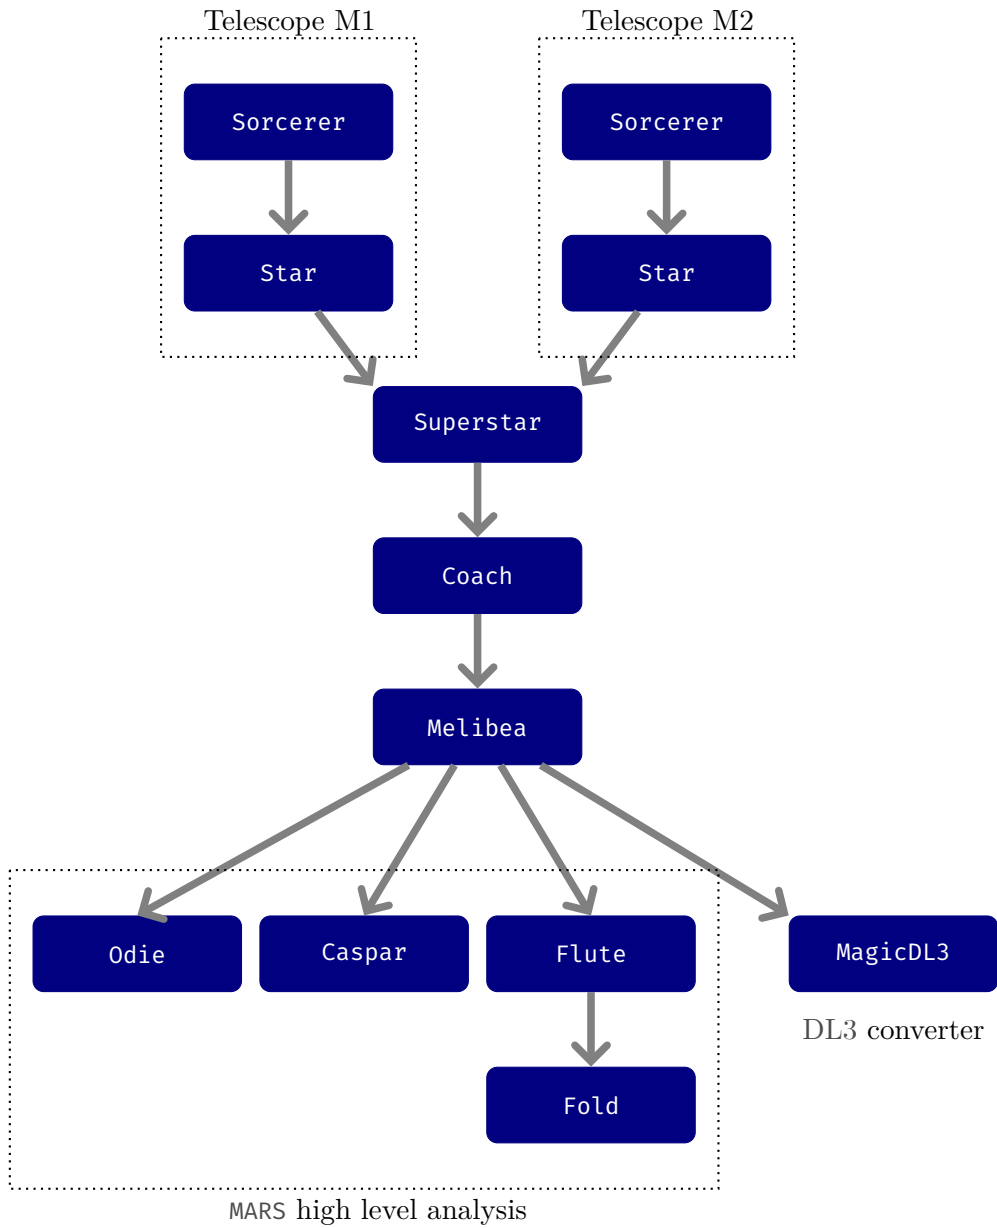 Telescope M1
Telescope M2
Sorcerer
Sorcerer
Star
Star
Superstar
Coach
Melibea
Odie
Caspar
Flute
MagicDL3
DL3 converter
Fold
MARS high level analysis